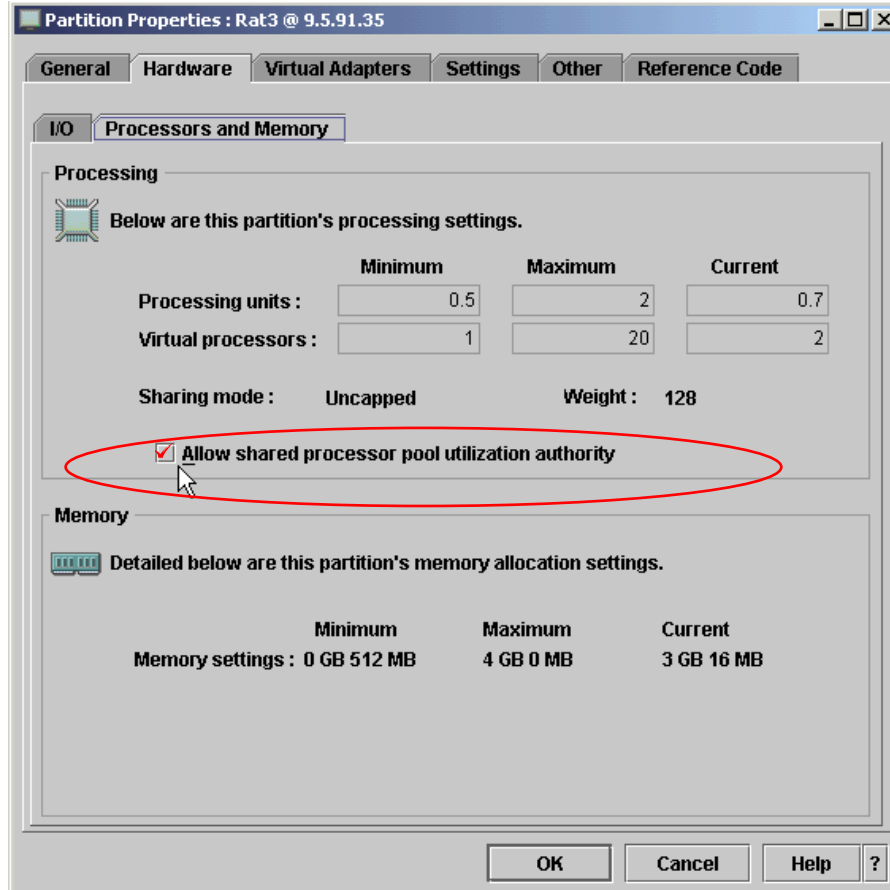 Partition Properties : Rat3 @ 9.5.91.35
General Hardware Virtual Adapters Settings Other Reference Code
I/O Processors and Memory
Processing
Below are this partition's processing settings.
Minimum Maximum Current
Processing units : 0.5 2 0.7
Virtual processors : 1 20 2
Sharing mode : Uncapped Weight : 128
Allow shared processor pool utilization authority
Memory
Detailed below are this partition's memory allocation settings.
Minimum Maximum Current
Memory settings : 0 GB 512 MB 4 GB 0 MB 3 GB 16 MB
OK Cancel Help ?